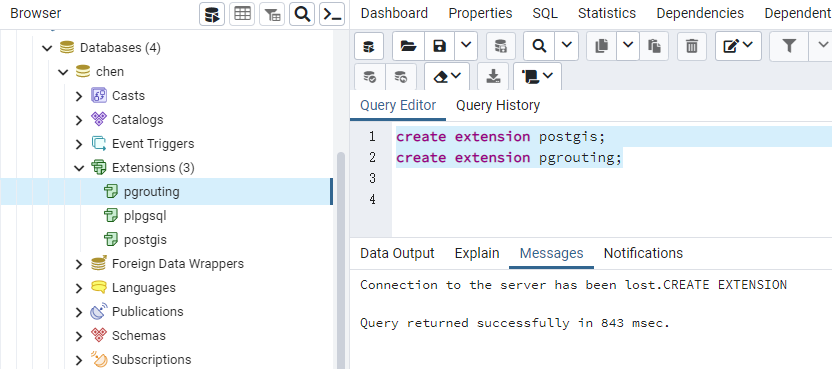 Browser
Dashboard Properties SQL Statistics Dependencies Dependent
Databases (4)
chen
Casts
Catalogs
Event Triggers
Extensions (3)
pgrouting
plpgsql
postgis
Foreign Data Wrappers
Languages
Publications
Schemas
Subscriptions
Query Editor Query History
1 create extension postgis;
2 create extension pgrouting;
3
4
Data Output Explain Messages Notifications
Connection to the server has been lost.CREATE EXTENSION
Query returned successfully in 843 msec.